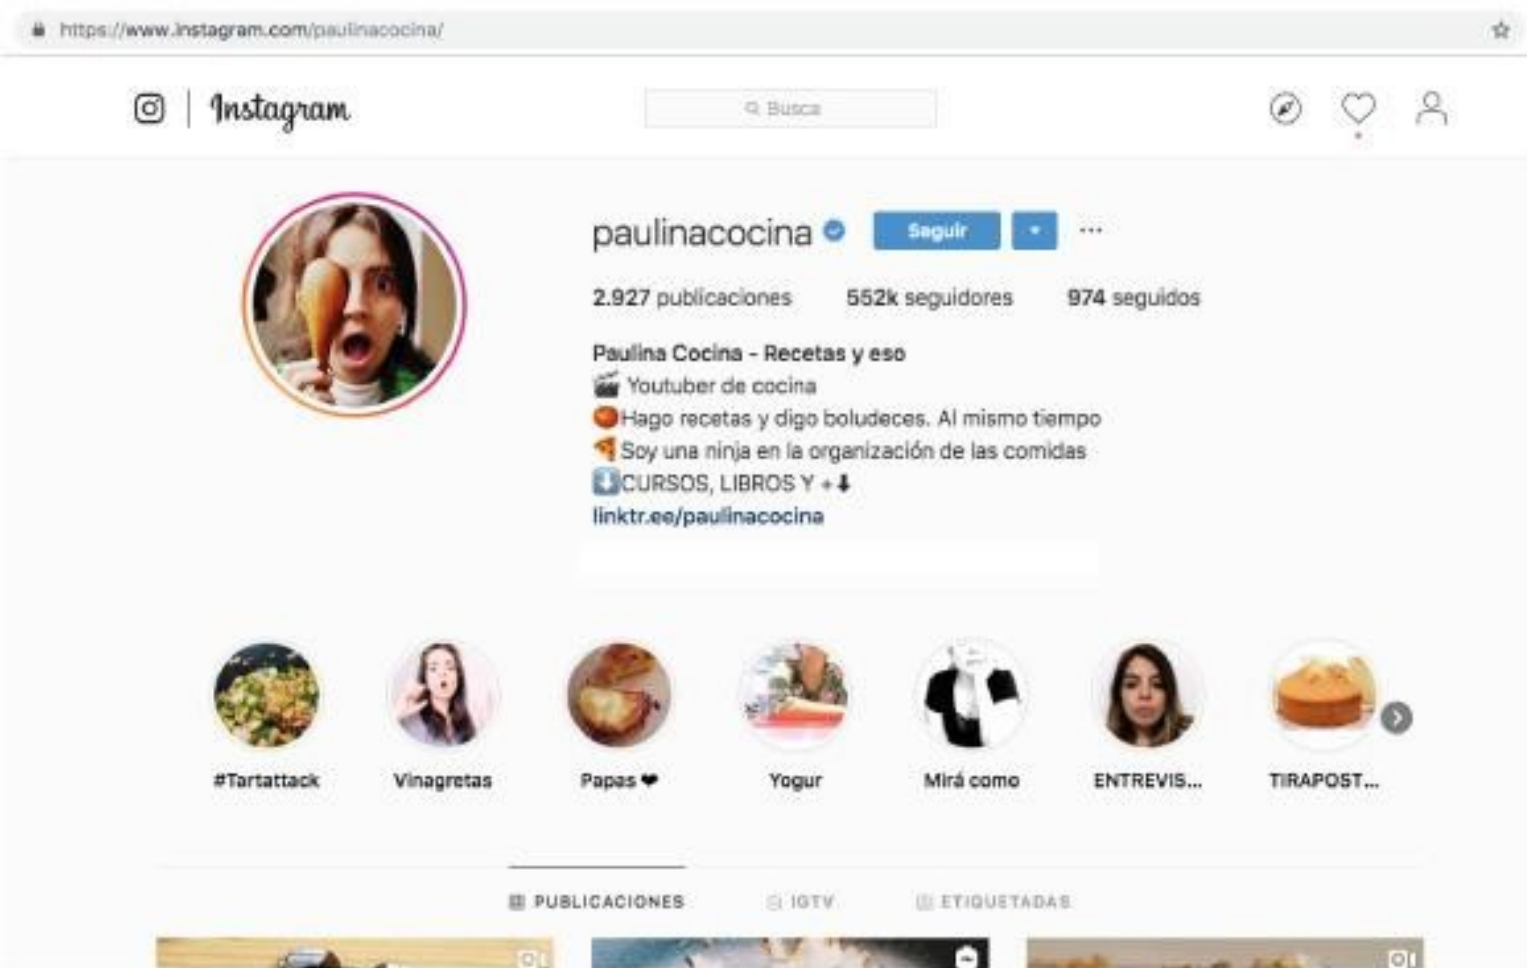 https://www.instagram.com/paulinacocina/
Instagram
Busca
paulinacocina
Seguir
2.927 publicaciones 552k seguidores 974 seguidos
Paulina Cocina - Recetas y eso
Youtuber de cocina
Hago recetas y digo boludeces. Al mismo tiempo
Soy una ninja en la organización de las comidas
CURSOS, LIBROS Y +
linktr.ee/paulinacocina
#Tartattack Vinagretas Papas Yogur Mirá como ENTREVIS... TIRAPOST...
PUBLICACIONES IGTV ETIQUETADAS